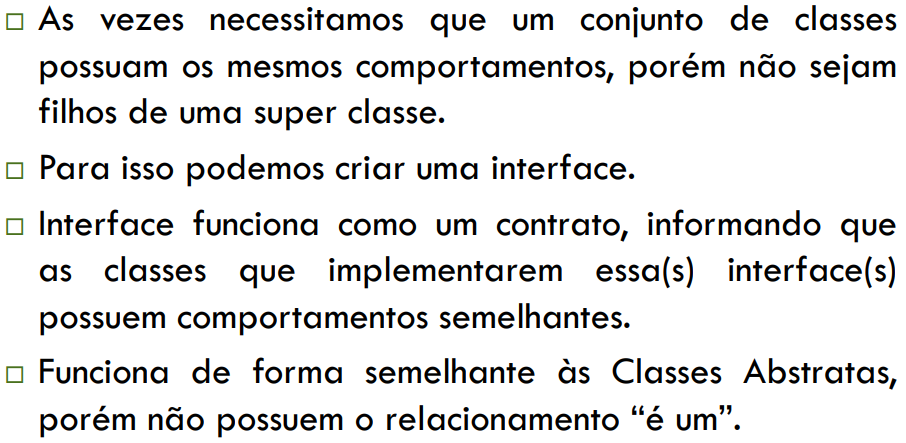 □ As vezes necessitamos que um conjunto de classes
possuam os mesmos comportamentos, porém não sejam
filhos de uma super classe.
□ Para isso podemos criar uma interface.
□ Interface funciona como um contrato, informando que
as classes que implementarem essa(s) interface(s)
possuem comportamentos semelhantes.
□ Funciona de forma semelhante às Classes Abstratas,
porém não possuem o relacionamento “é um”.